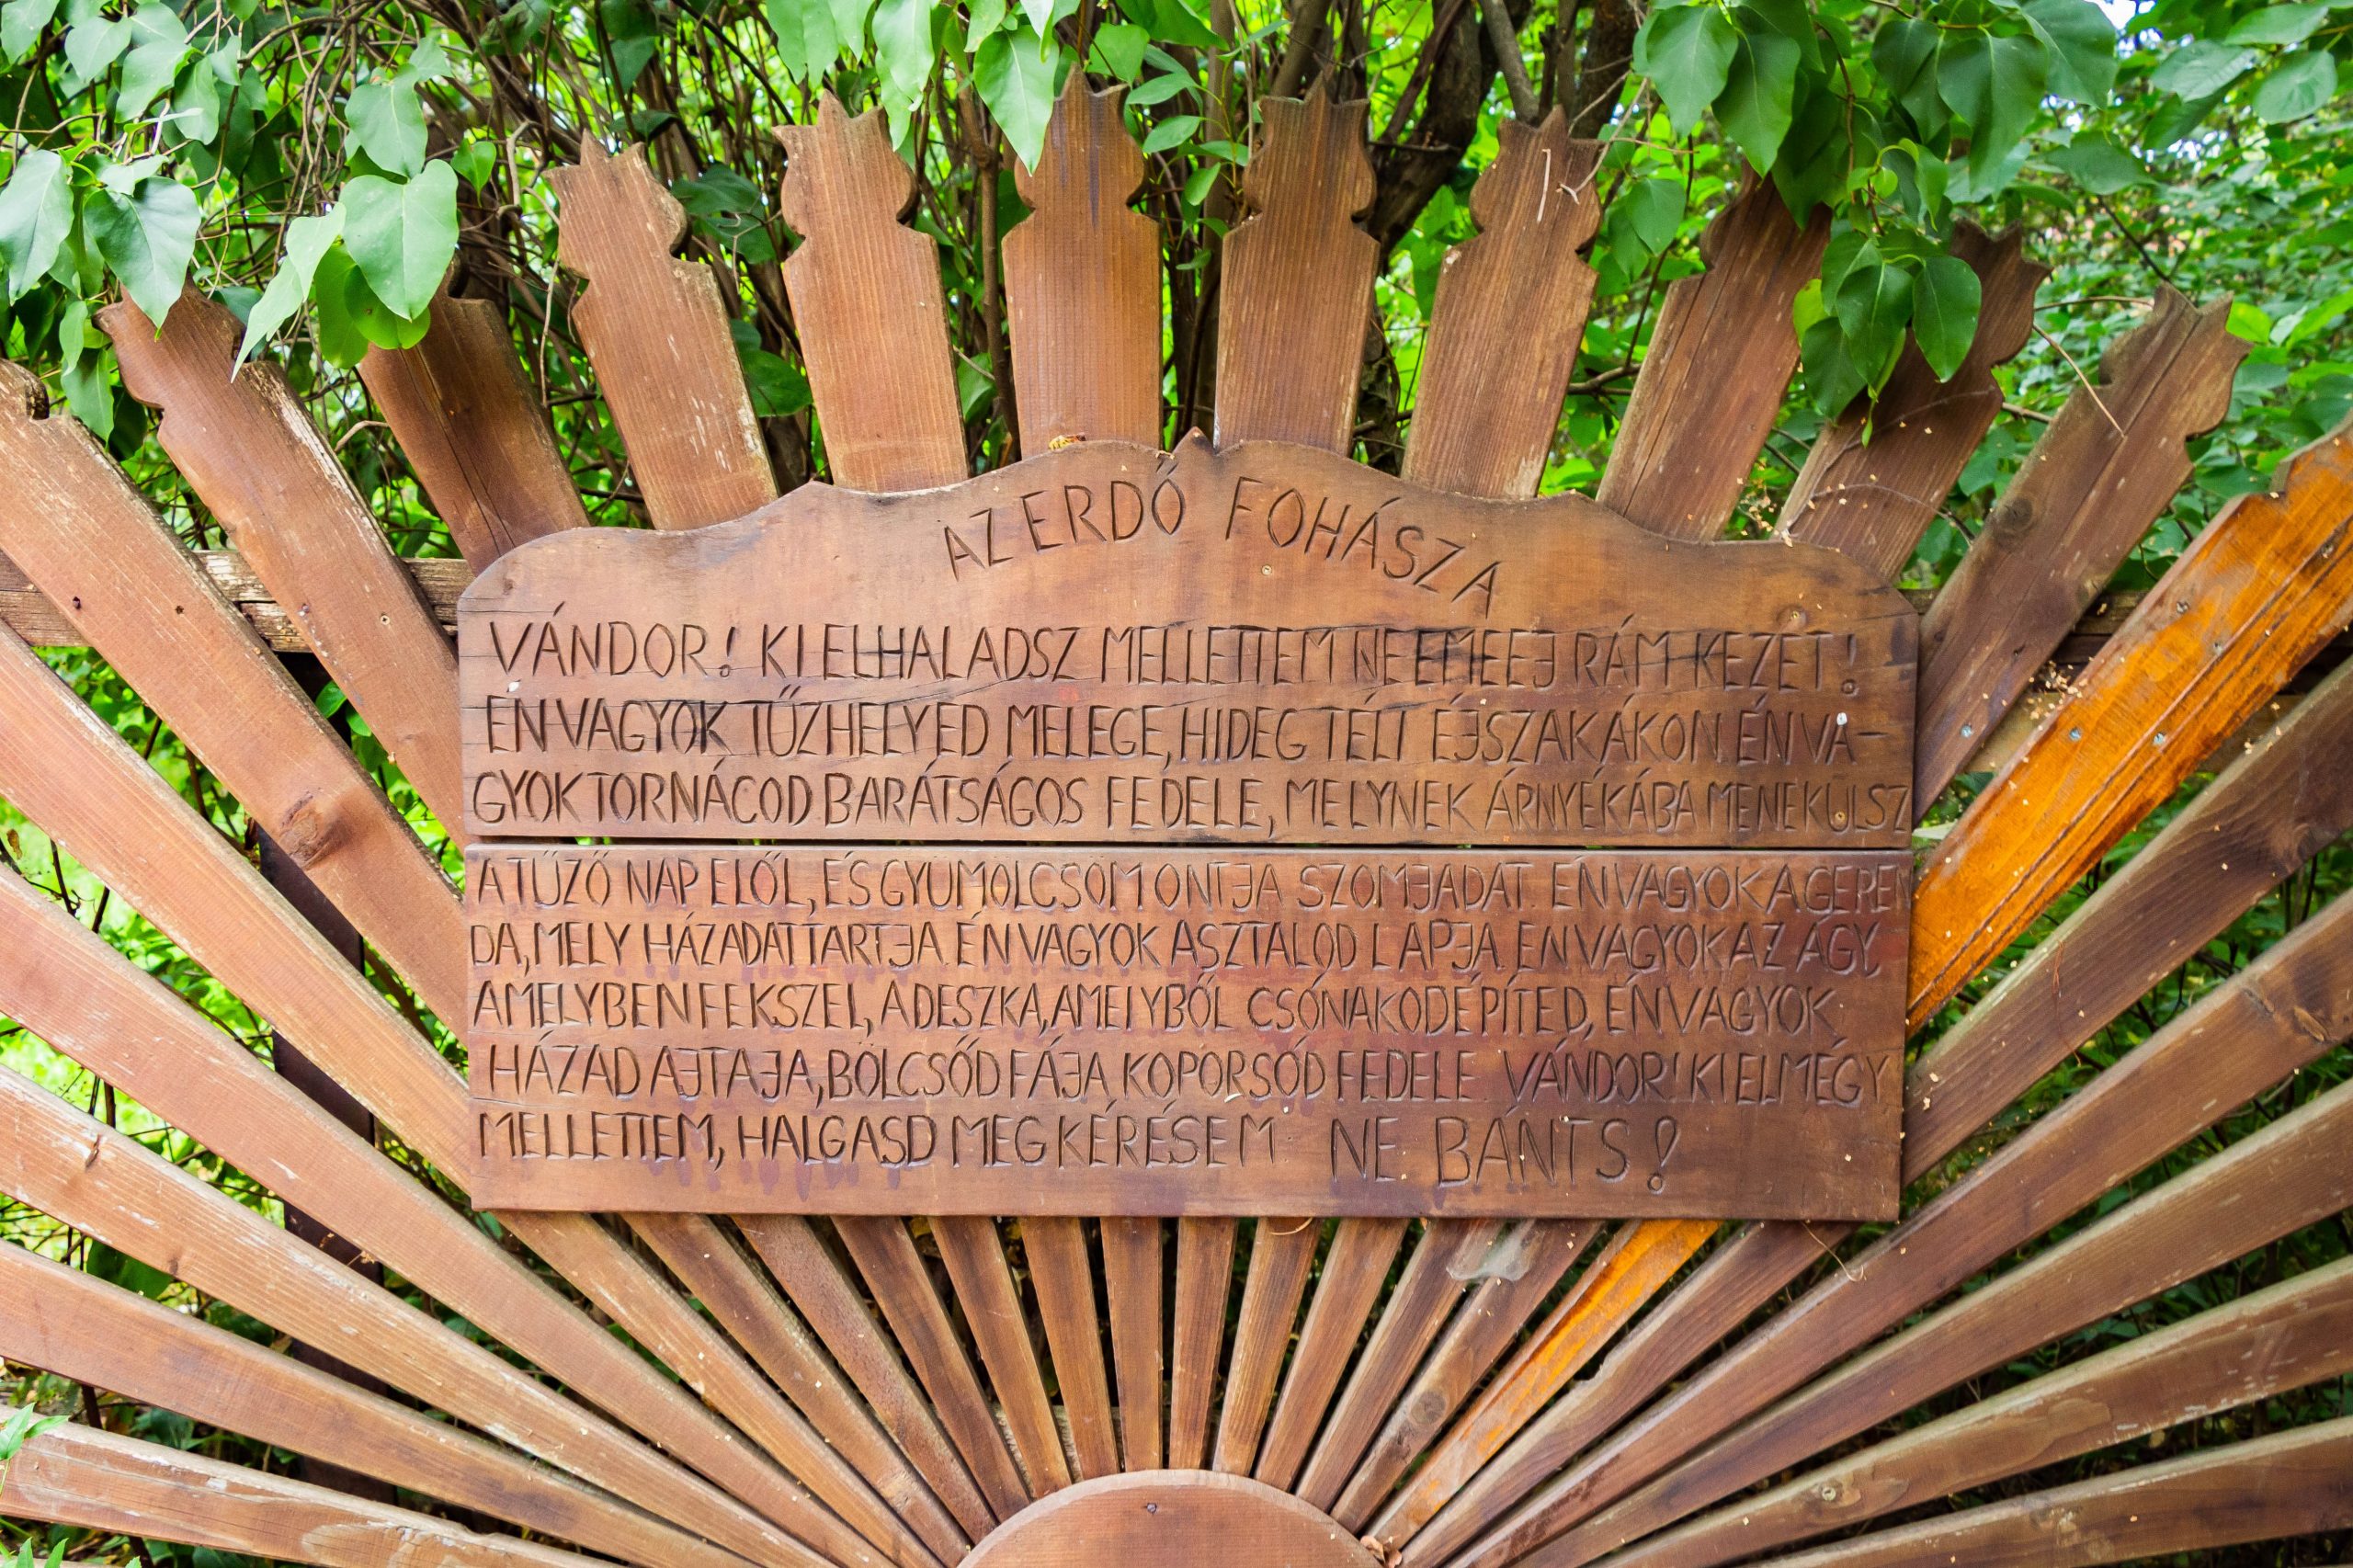 AZ ERDŐ FOHÁSZA
VÁNDOR! KI ELHALADSZ MELLETTEM NE EMELJ RÁM KEZET!
ÉN VAGYOK TŰZHELYED MELEGE, HIDEG TÉLI ÉJSZAKÁKON ÉN VA-
GYOK TORNÁCOD BARÁTSÁGOS FEDELE, MELYNEK ÁRNYÉKÁBA MENEKÜLSZ
A TŰZŐ NAP ELŐL, ÉS GYÜMÖLCSÖM ONTJA SZOMJADAT. ÉN VAGYOK A GEREN
DA, MELY HÁZADAT TARTJA. ÉN VAGYOK ASZTALOD LAPJA. ÉN VAGYOK AZ ÁGY,
AMELYBEN FEKSZEL, A DESZKA, AMELYBŐL CSÓNAKOD ÉPÍTED, ÉN VAGYOK
HÁZAD AJTAJA, BÖLCSŐD FÁJA KOPORSÓD FEDELE. VÁNDOR! KI ELMÉGY
MELLETTEM, HALGASD MEG KÉRÉSEM NE BÁNTS!